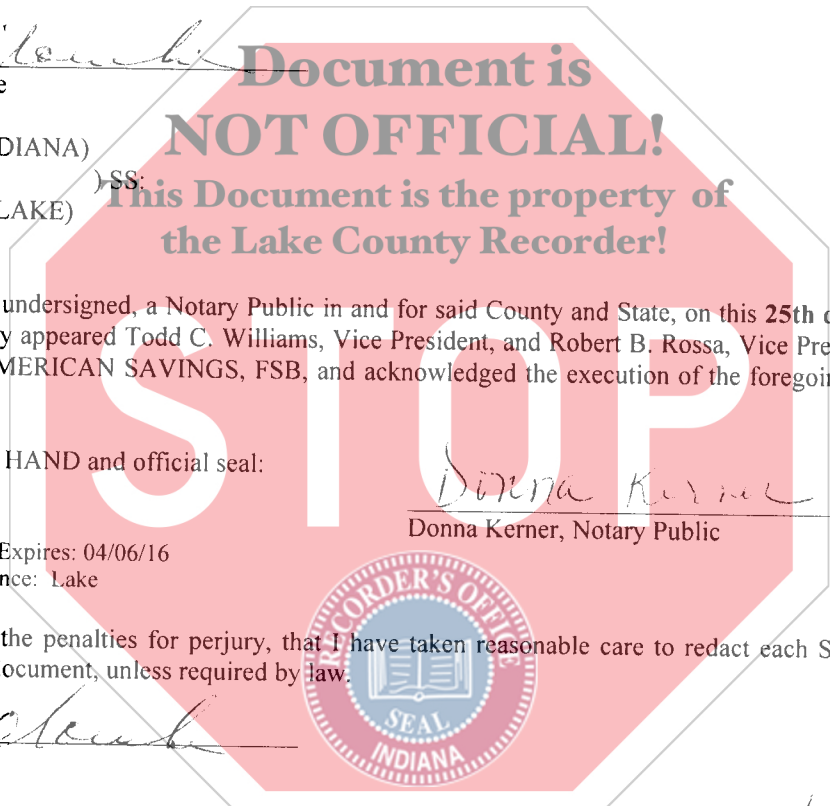 Document is
NOT OFFICIAL!
This Document is the property of
the Lake County Recorder!
e
DIANA)
) SS:
LAKE)
undersigned, a Notary Public in and for said County and State, on this 25th d
y appeared Todd C. Williams, Vice President, and Robert B. Rossa, Vice Pre
MERICAN SAVINGS, FSB, and acknowledged the execution of the foregoin
STOP
HAND and official seal:
Donna Kerner
Donna Kerner, Notary Public
Expires: 04/06/16
nce: Lake
RECORDER'S OFFICE
SEAL
INDIANA
the penalties for perjury, that I have taken reasonable care to redact each S
ocument, unless required by law.